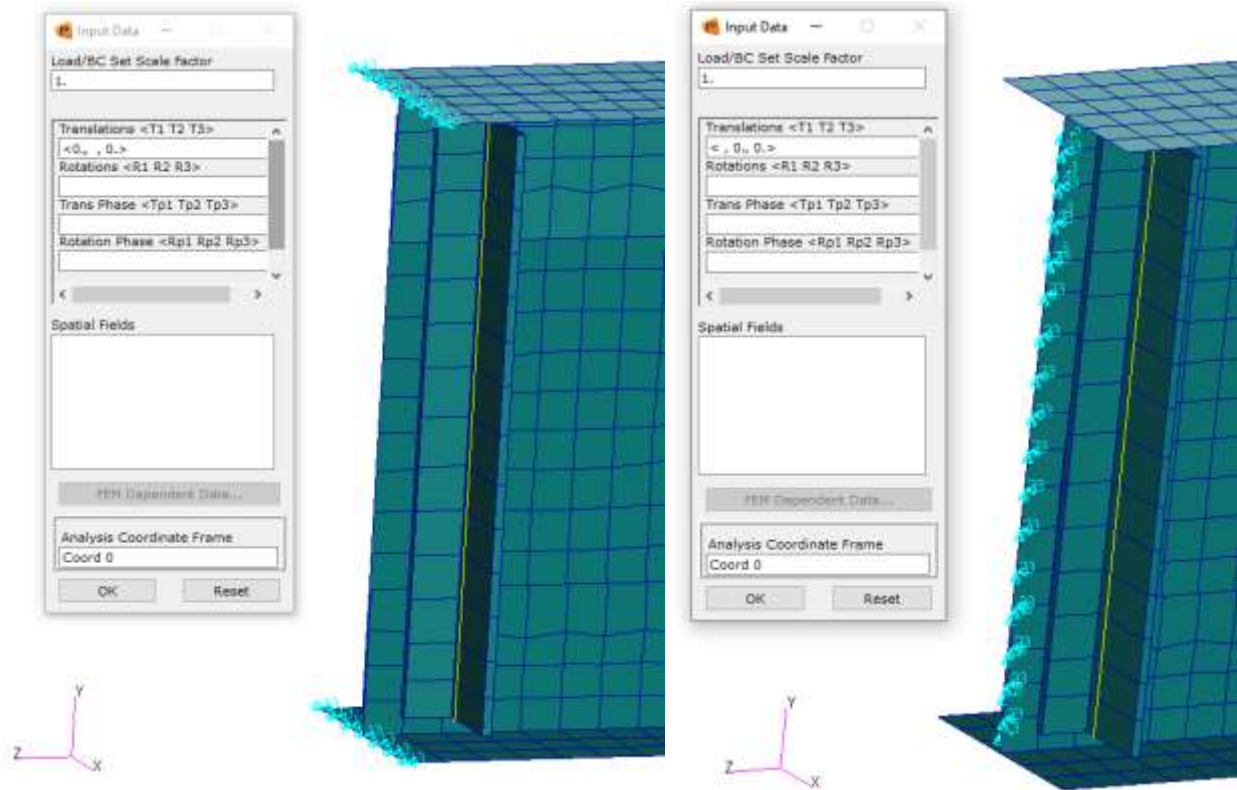 Input Data
Load/BC Set Scale Factor
1.
Translations <T1 T2 T3>
<0., , 0.>
Rotations <R1 R2 R3>
Trans Phase <Tp1 Tp2 Tp3>
Rotation Phase <Rp1 Rp2 Rp3>
Spatial Fields
FEM Dependent Data...
Analysis Coordinate Frame
Coord 0
OK Reset
Y
Z
X
Input Data
Load/BC Set Scale Factor
1.
Translations <T1 T2 T3>
< , 0., 0.>
Rotations <R1 R2 R3>
Trans Phase <Tp1 Tp2 Tp3>
Rotation Phase <Rp1 Rp2 Rp3>
Spatial Fields
FEM Dependent Data...
Analysis Coordinate Frame
Coord 0
OK Reset
Y
Z
X